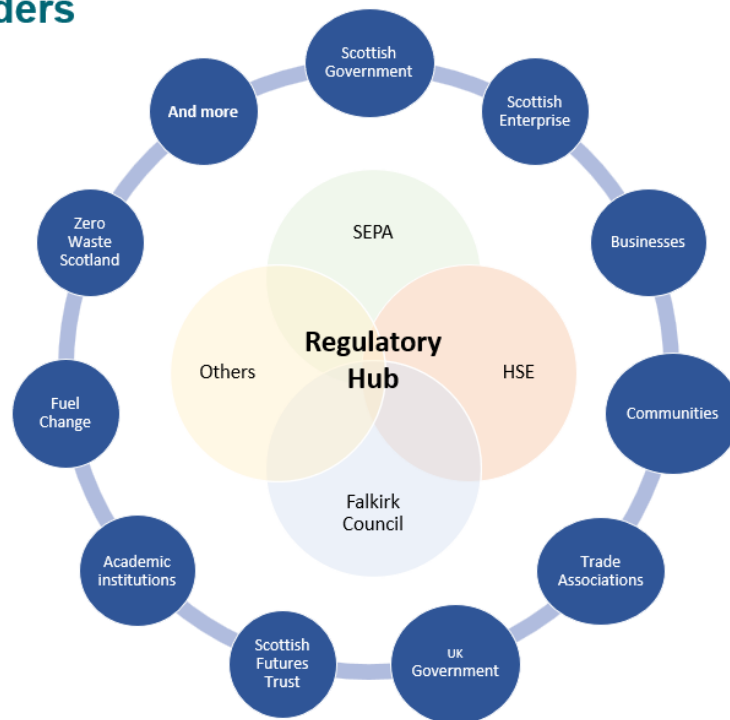 ders
Scottish
Government
Scottish
Enterprise
Businesses
Communities
Trade
Associations
UK
Government
Scottish
Futures
Trust
Academic
institutions
Fuel
Change
Zero
Waste
Scotland
And more
SEPA
Regulatory
Hub
Others
HSE
Falkirk
Council